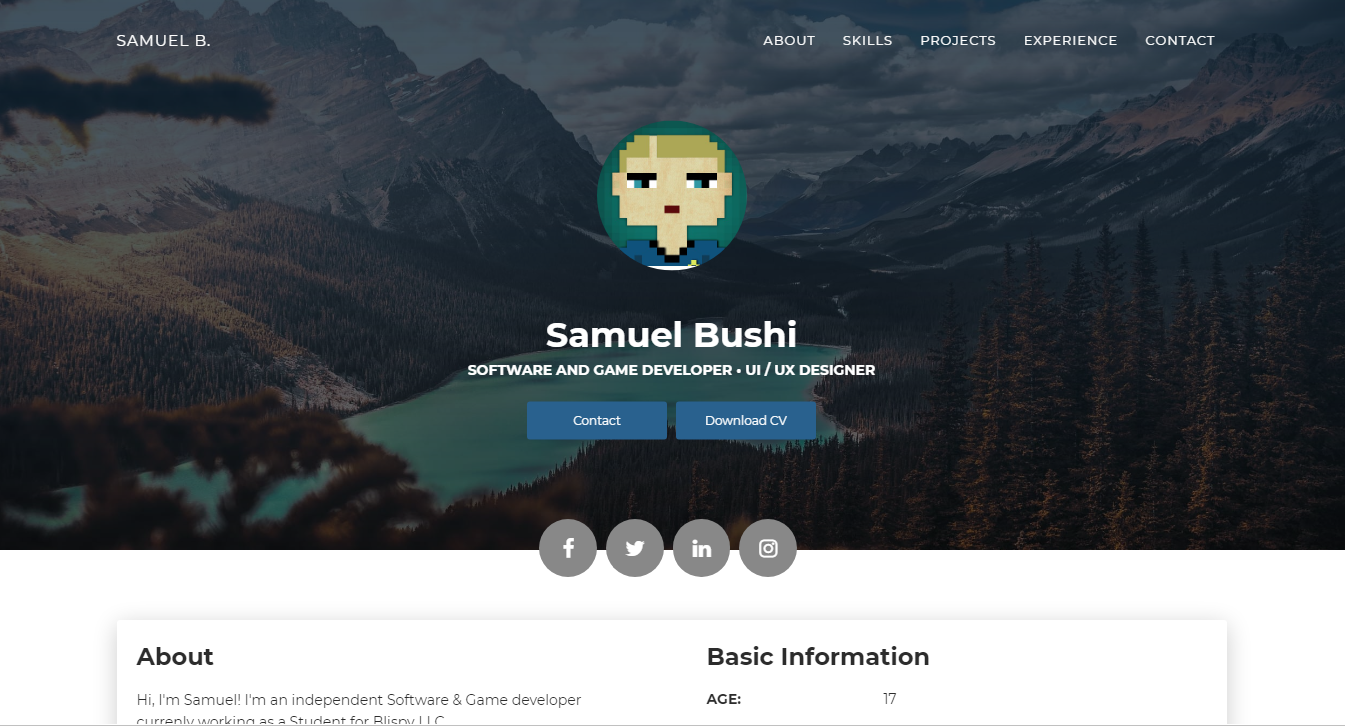 SAMUEL B.
ABOUT SKILLS PROJECTS EXPERIENCE CONTACT
Samuel Bushi
SOFTWARE AND GAME DEVELOPER • UI / UX DESIGNER
Contact Download CV
About
Hi, I'm Samuel! I'm an independent Software & Game developer
currenly working as a Student for Blispy LLC
Basic Information
AGE: 17